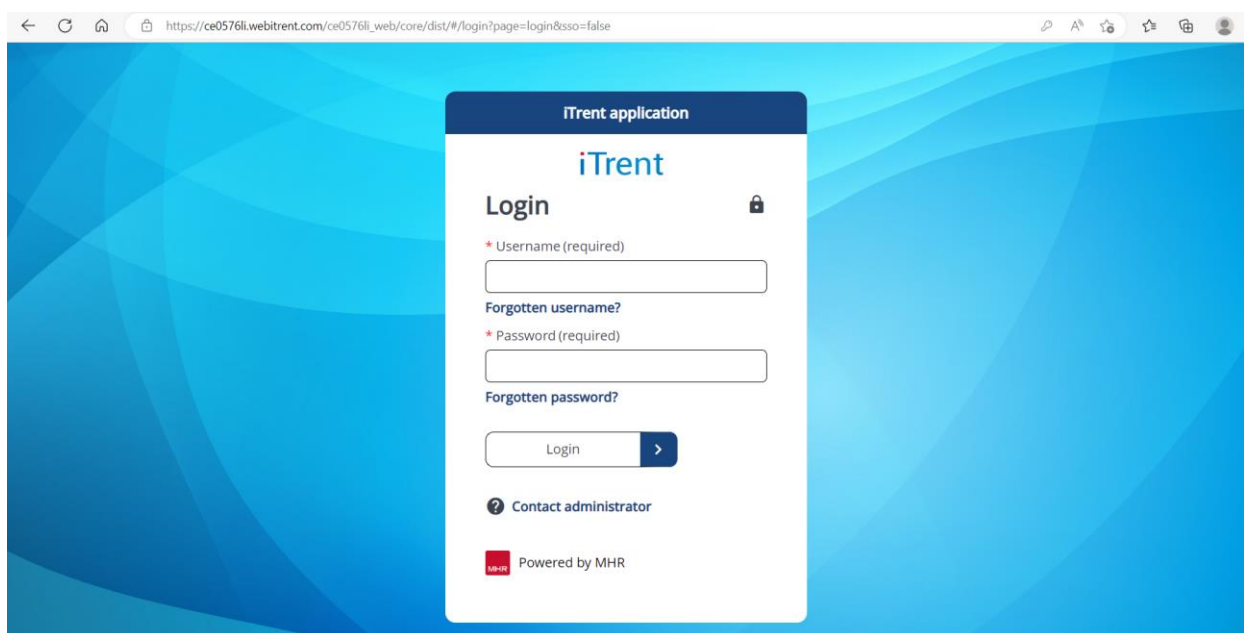 https://ce0576li.webitrent.com/ce0576li_web/core/dist/#/login?page=login&sso=false
iTrent application
iTrent
Login
* Username (required)
Forgotten username?
* Password (required)
Forgotten password?
Login
Contact administrator
MHR Powered by MHR